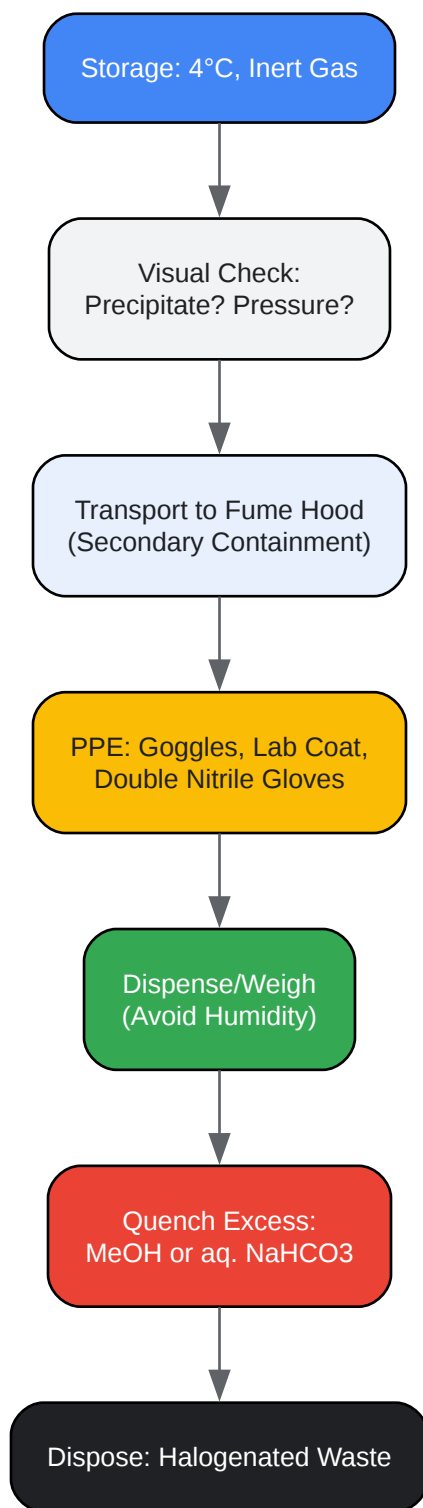 Storage: 4°C, Inert Gas
Visual Check:
Precipitate? Pressure?
Transport to Fume Hood
(Secondary Containment)
PPE: Goggles, Lab Coat,
Double Nitrile Gloves
Dispense/Weigh
(Avoid Humidity)
Quench Excess:
MeOH or aq. NaHCO3
Dispose: Halogenated Waste